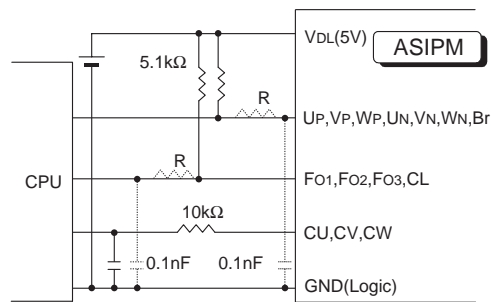 VDL(5V)
ASIPM
5.1kΩ
R
UP,VP,WP,UN,VN,WN,Br
R
CPU
FO1,FO2,FO3,CL
10kΩ
CU,CV,CW
0.1nF
0.1nF
GND(Logic)